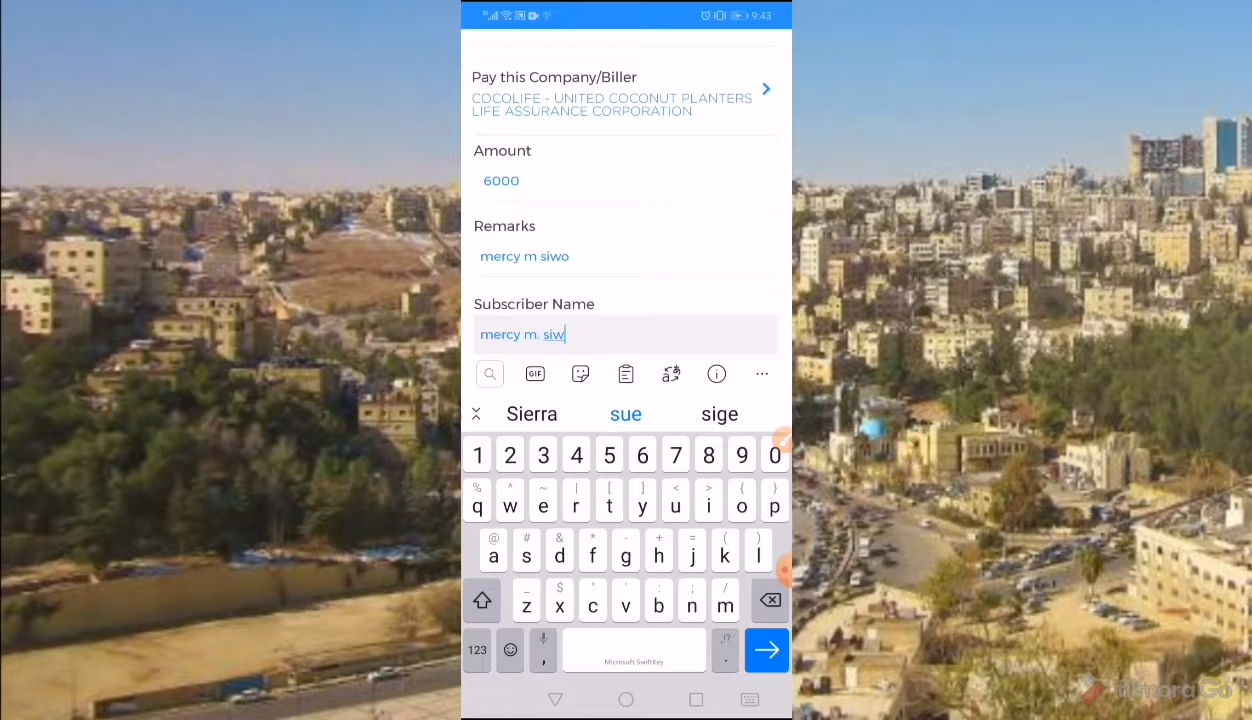 9:43
Pay this Company/Biller
COCOLIFE - UNITED COCONUT PLANTERS
LIFE ASSURANCE CORPORATION
Amount
6000
Remarks
mercy m siwo
Subscriber Name
mercy m. siw
GIF
Sierra sue sige
1 2 3 4 5 6 7 8 9 0
% ^ ~ | [ ] < > { }
q w e r t y u i o p
@ # & * - + = ( )
a s d f g h j k l
_ $ " ' : ; /
z x c v b n m
123 , Microsoft SwiftKey ,!? .
filmora Go